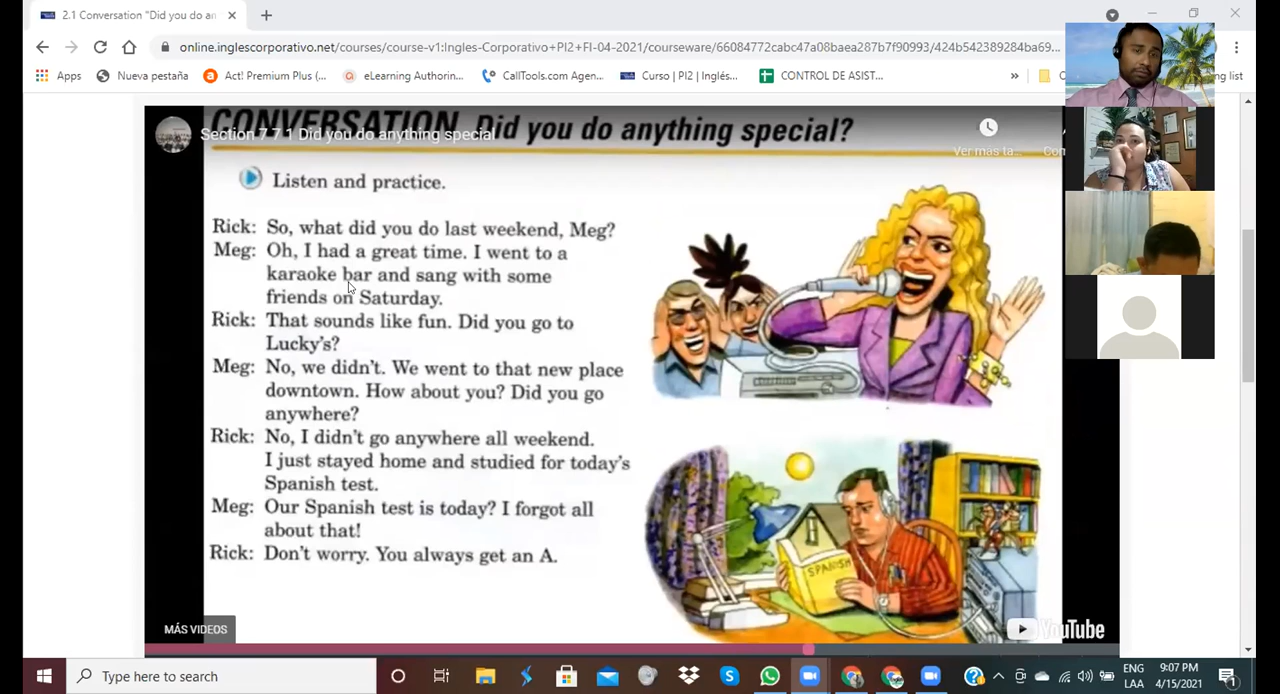 2.1 Conversation "Did you do an
online.inglescorporativo.net/courses/course-v1:Ingles-Corporativo+PI2+FI-04-2021/courseware/66084772cabc47a08baea287b7f90993/424b542389284ba69...
Apps
Nueva pestaña
Act! Premium Plus (...
eLearning Authorin...
CallTools.com Agen...
Curso | PI2 | Inglés...
CONTROL DE ASIST...
»
ng list
CONVERSATION Did you do anything special?
Section 7 7 1 Did you do anything special
Ver más ta...
Listen and practice.
Rick: So, what did you do last weekend, Meg?
Meg: Oh, I had a great time. I went to a
karaoke bar and sang with some
friends on Saturday.
Rick: That sounds like fun. Did you go to
Lucky's?
Meg: No, we didn't. We went to that new place
downtown. How about you? Did you go
anywhere?
Rick: No, I didn't go anywhere all weekend.
I just stayed home and studied for today's
Spanish test.
Meg: Our Spanish test is today? I forgot all
about that!
Rick: Don't worry. You always get an A.
SPANISH
MÁS VIDEOS
YouTube
Type here to search
ENG
LAA
9:07 PM
4/15/2021
1